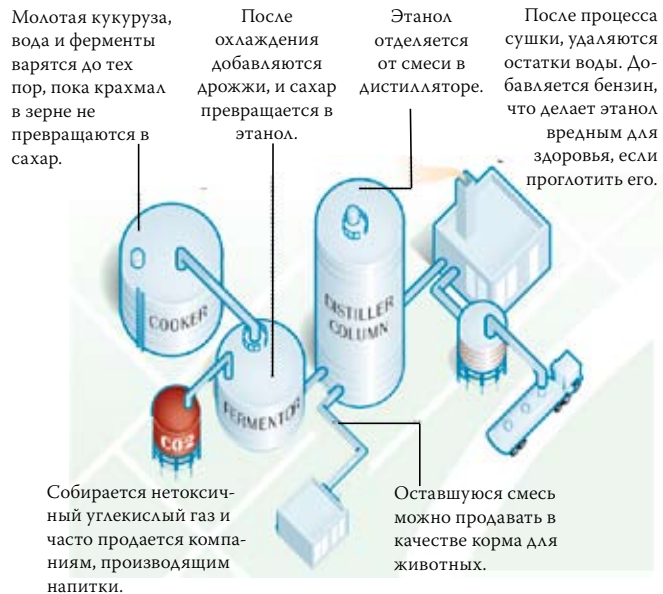 Молотая кукуруза,
вода и ферменты
варятся до тех
пор, пока крахмал
в зерне не
превращаются в
сахар.
После
охлаждения
добавляются
дрожжи, и сахар
превращается в
этанол.
Этанол
отделяется
от смеси в
дистилляторе.
После процесса
сушки, удаляются
остатки воды. До-
бавляется бензин,
что делает этанол
вредным для
здоровья, если
проглотить его.
COOKER
DISTILLER
COLUMN
FERMENTOR
CO2
Собирается нетоксич-
ный углекислый газ и
часто продается компа-
ниям, производящим
напитки.
Оставшуюся смесь
можно продавать в
качестве корма для
животных.